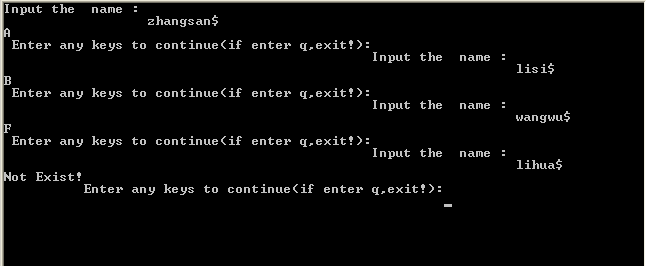 Input the  name :
zhangsan$
A
Enter any keys to continue(if enter q,exit!):
Input the  name :
lisi$
B
Enter any keys to continue(if enter q,exit!):
Input the  name :
wangwu$
F
Enter any keys to continue(if enter q,exit!):
Input the  name :
lihua$
Not Exist!
Enter any keys to continue(if enter q,exit!):